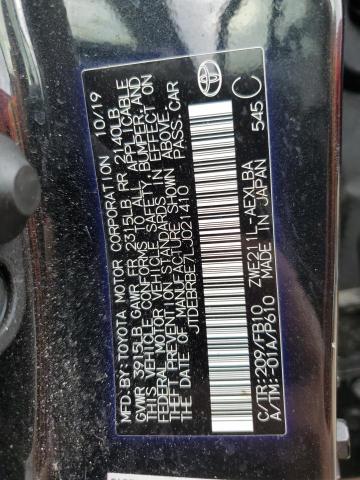 MFD.BY: TOYOTA MOTOR CORPORATION 10/19
GVWR 3915LB GAWR FR 2315LB RR 2140LB
THIS VEHICLE CONFORMS TO ALL APPLICABLE
FEDERAL MOTOR VEHICLE SAFETY, BUMPER, AND
THEFT PREVENTION STANDARDS IN EFFECT ON
THE DATE OF MANUFACTURE SHOWN ABOVE.
JTDEBRBE7LJ021410 PASS.CAR
C/TR: 209/FB10 ZWE211L-AEXLBA
A/TM: -01A/P610 MADE IN JAPAN 545
C